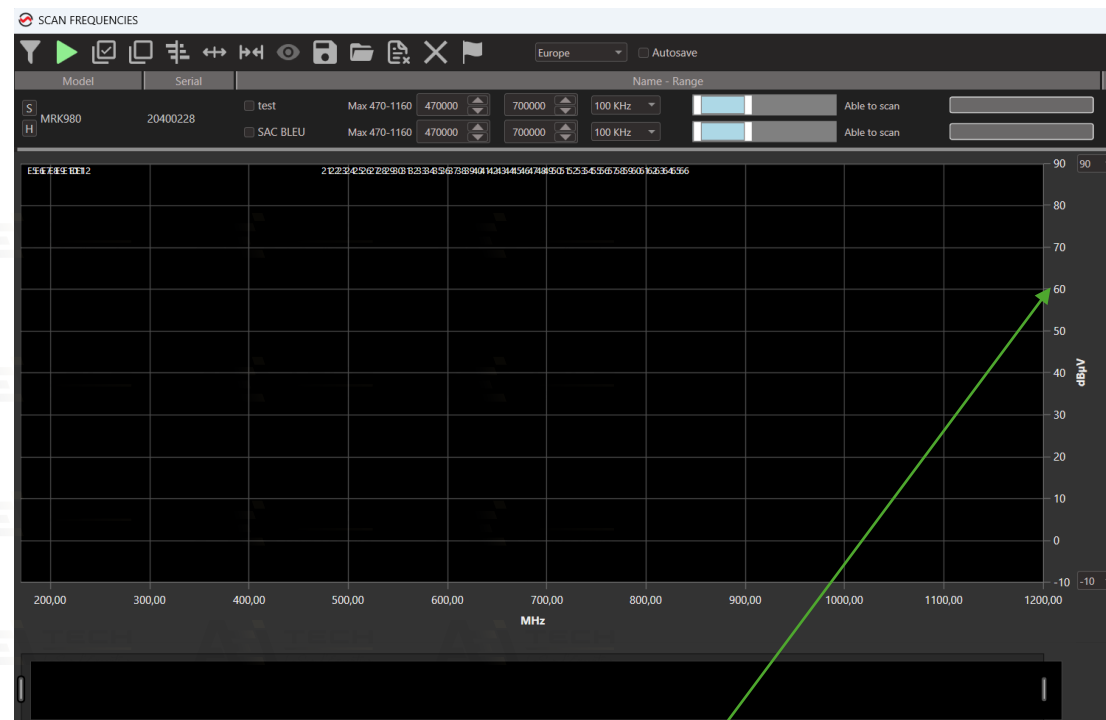 SCAN FREQUENCIES
Europe Autosave
Model Serial Name - Range
S MRK980 20400228 test Max 470-1160 470000 700000 100 KHz Able to scan
H SAC BLEU Max 470-1160 470000 700000 100 KHz Able to scan
90 90
80
70
60
50
40
dBµV
30
20
10
0
-10 -10
200,00 300,00 400,00 500,00 600,00 700,00 800,00 900,00 1000,00 1100,00 1200,00
MHz